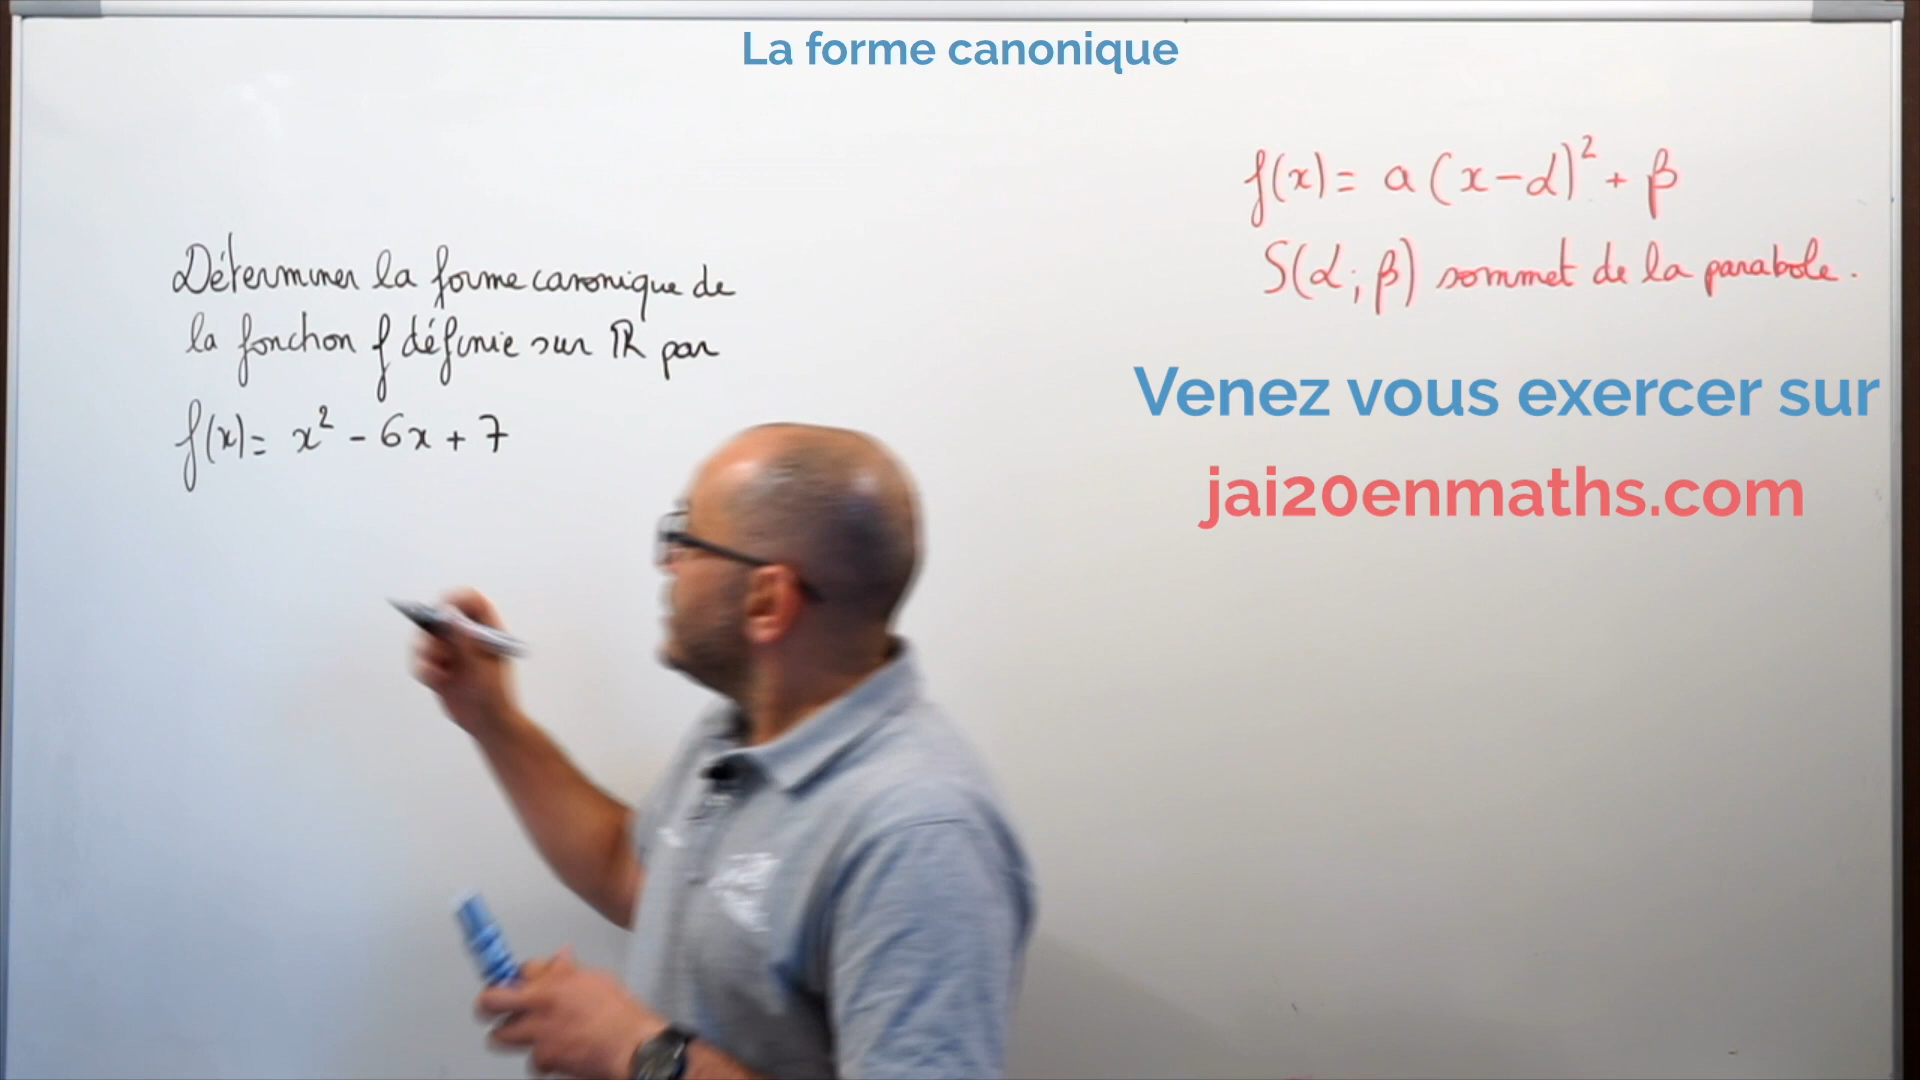 La forme canonique
f(x) = a(x-α)² + β
S(α; β) sommet de la parabole.
Déterminer la forme canonique de
la fonction f définie sur ℝ par
f(x) = x² - 6x + 7
Venez vous exercer sur
jai20enmaths.com